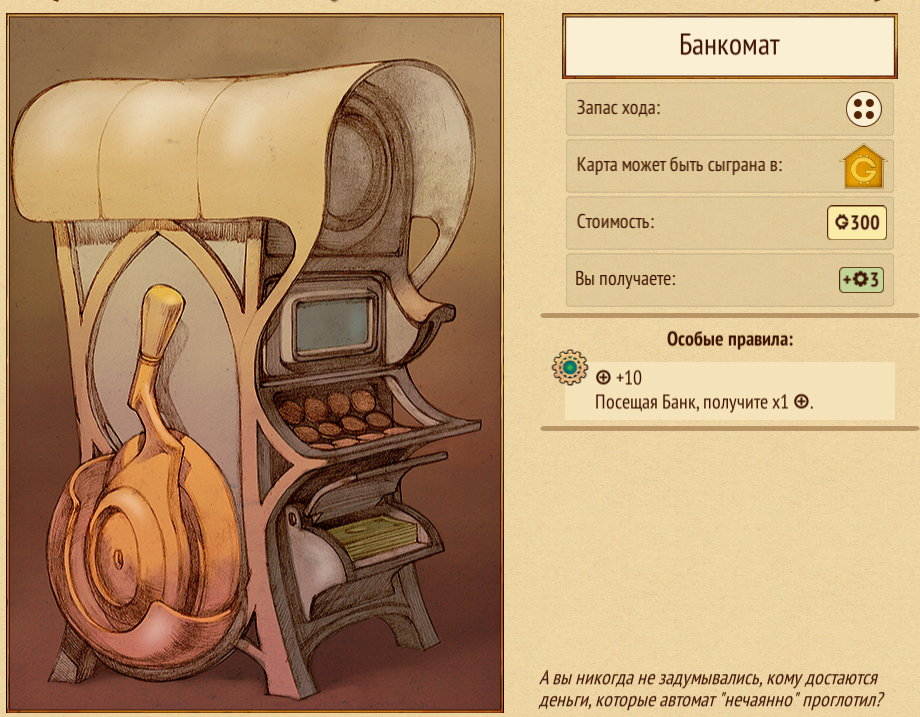 Банкомат
Запас хода:
Карта может быть сыграна в:
G
Стоимость:
G300
Вы получаете:
+3
Особые правила:
+10
Посещая Банк, получите x1 ⊕.
А вы никогда не задумывались, кому достаются
деньги, которые автомат "нечаянно" проглотил?